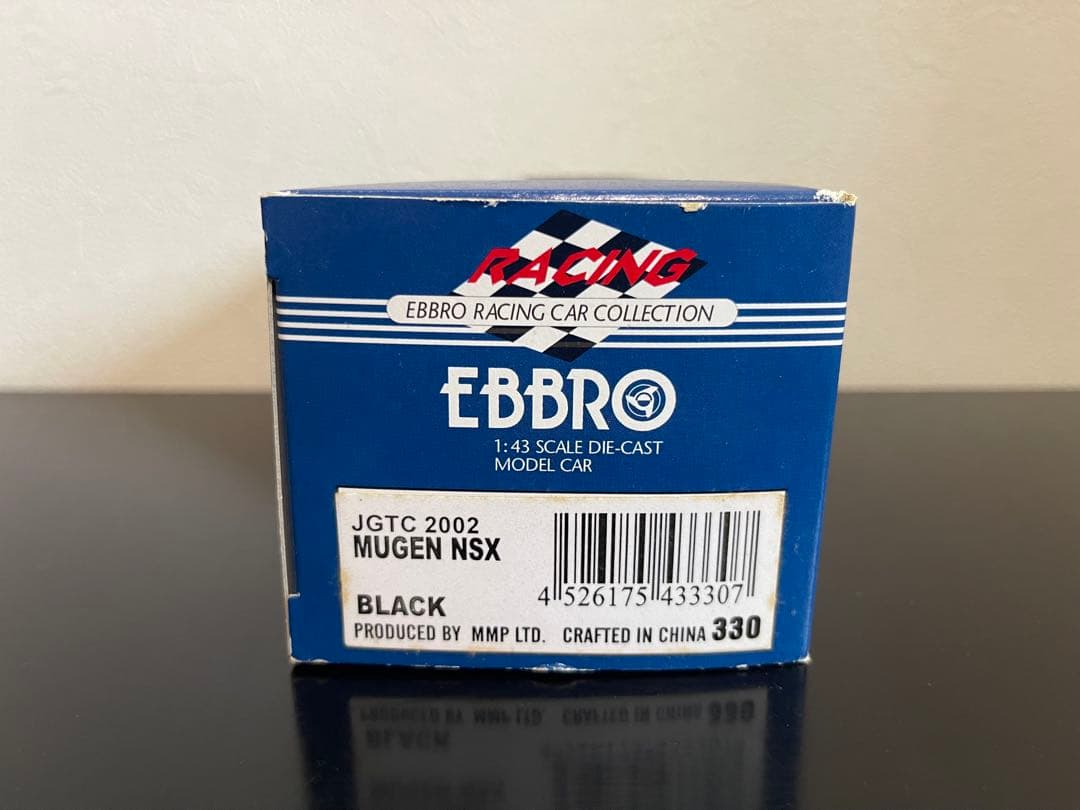 RACING
EBBRO RACING CAR COLLECTION
EBBRO
1:43 SCALE DIE-CAST
MODEL CAR
JGTC 2002
MUGEN NSX
BLACK
4 526175 433307
PRODUCED BY MMP LTD. CRAFTED IN CHINA 330